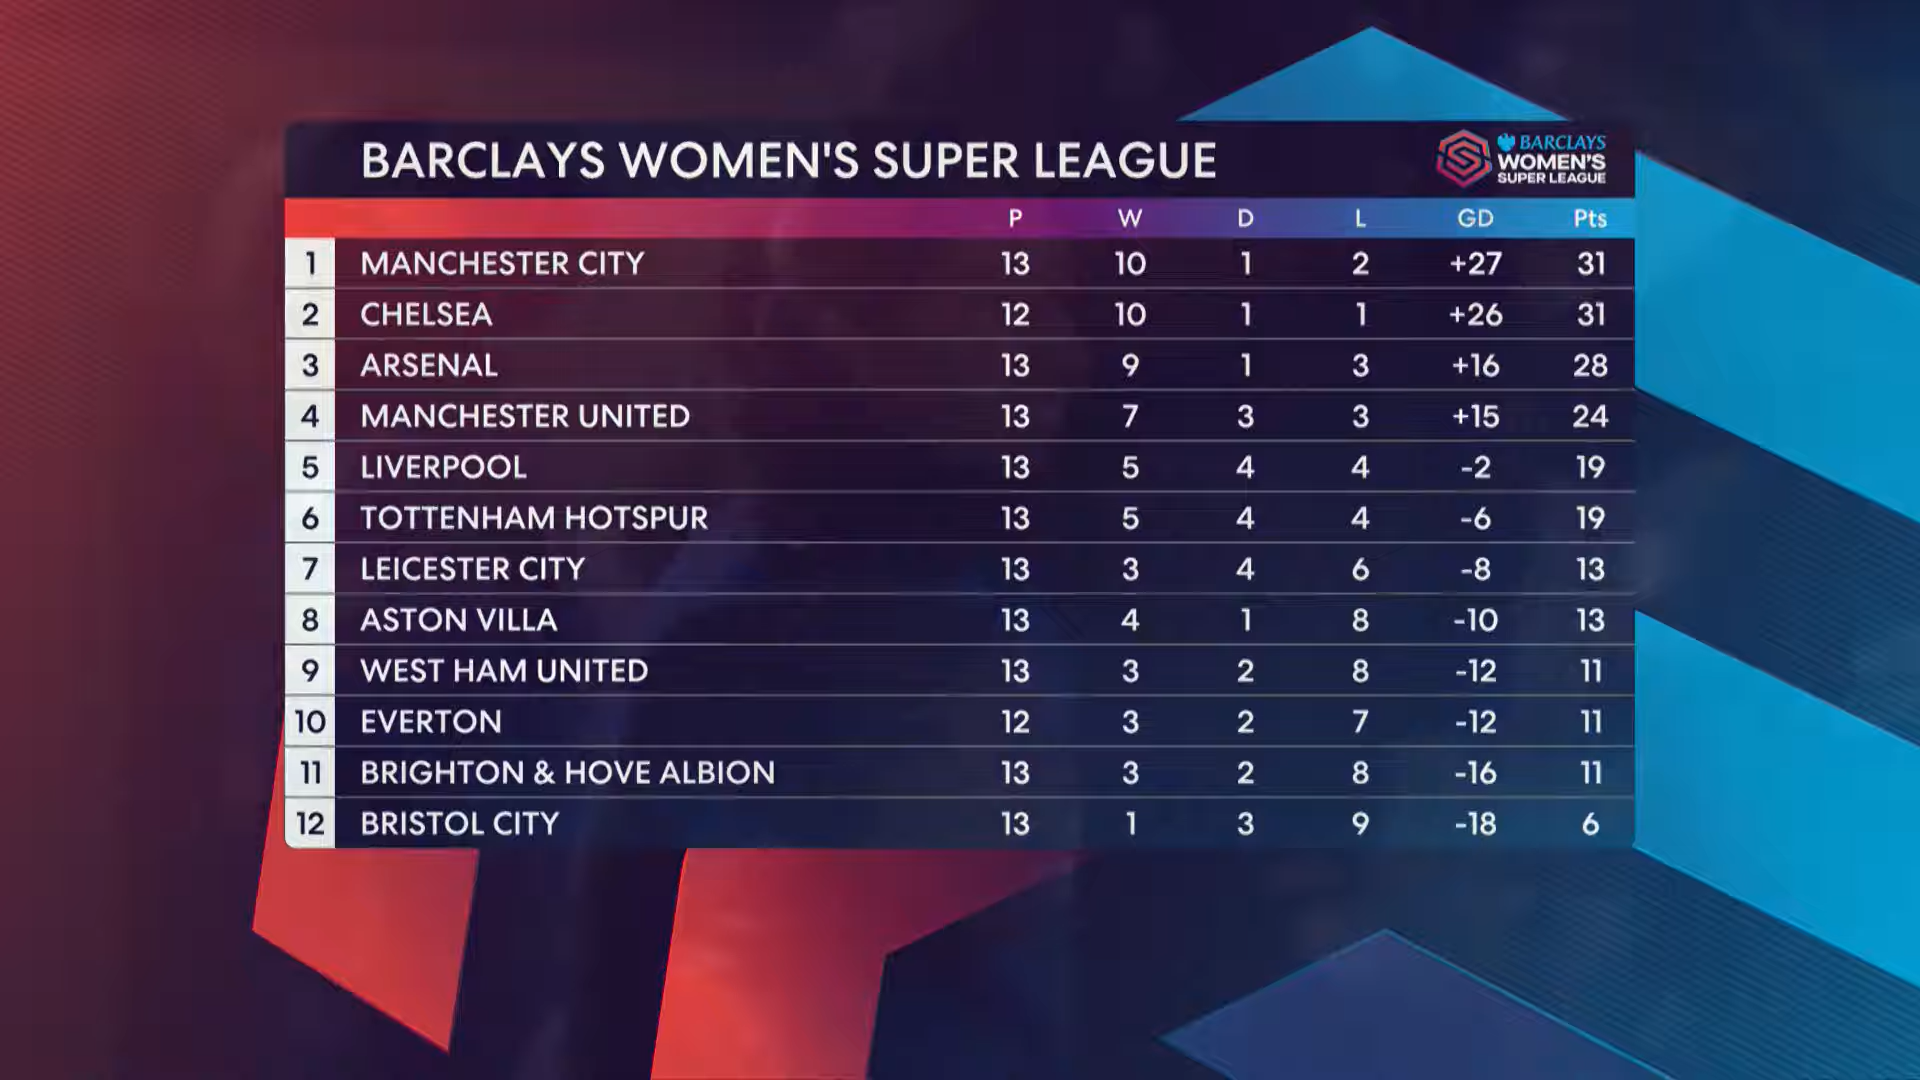 BARCLAYS WOMEN'S SUPER LEAGUE
BARCLAYS
WOMEN'S
SUPER LEAGUE
P W D L GD Pts
1 MANCHESTER CITY 13 10 1 2 +27 31
2 CHELSEA 12 10 1 1 +26 31
3 ARSENAL 13 9 1 3 +16 28
4 MANCHESTER UNITED 13 7 3 3 +15 24
5 LIVERPOOL 13 5 4 4 -2 19
6 TOTTENHAM HOTSPUR 13 5 4 4 -6 19
7 LEICESTER CITY 13 3 4 6 -8 13
8 ASTON VILLA 13 4 1 8 -10 13
9 WEST HAM UNITED 13 3 2 8 -12 11
10 EVERTON 12 3 2 7 -12 11
11 BRIGHTON & HOVE ALBION 13 3 2 8 -16 11
12 BRISTOL CITY 13 1 3 9 -18 6